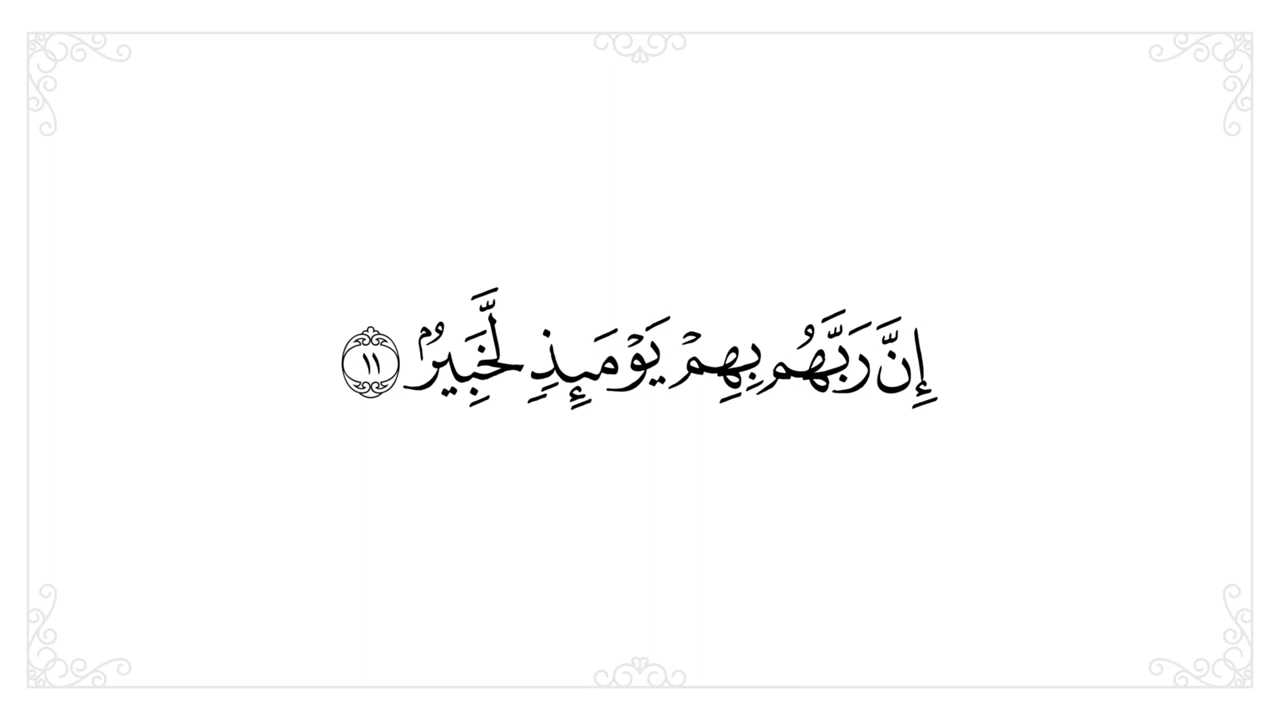 إِنَّ رَبَّهُم بِهِمۡ يَوۡمَئِذٖ لَّخَبِيرُۢ ١١